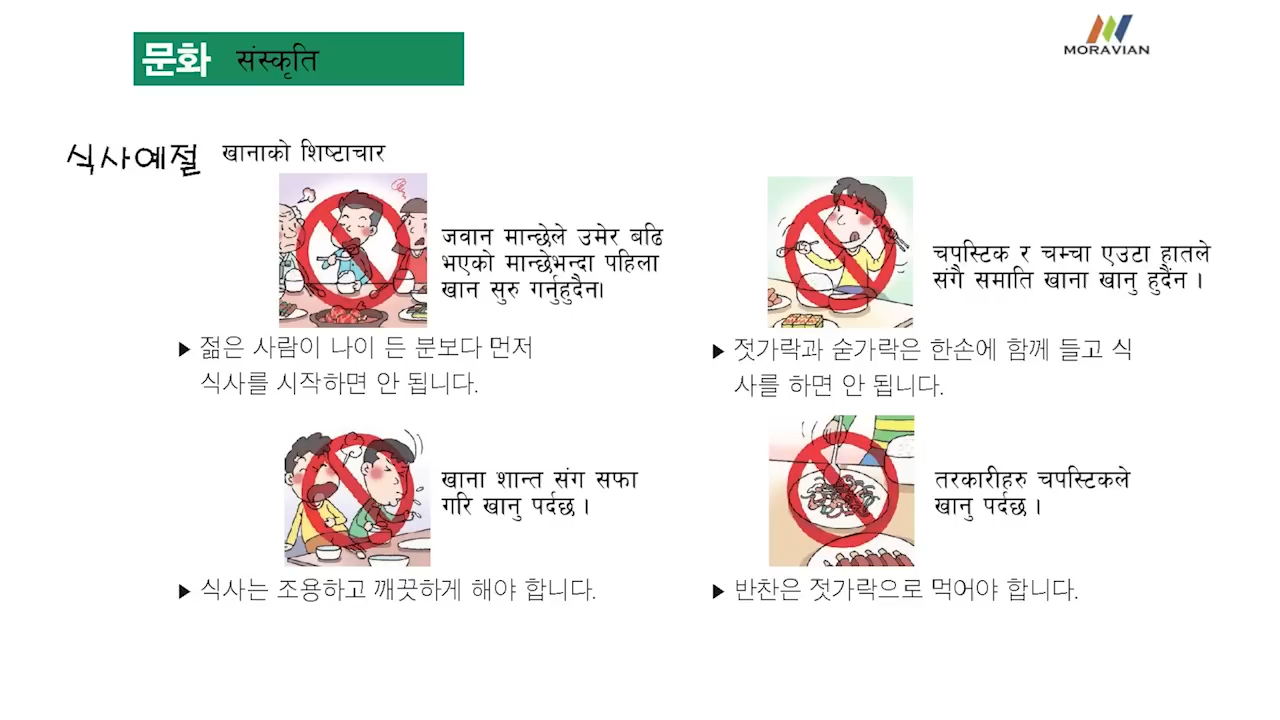 문화 संस्कृति
MORAVIAN
식사예절 खानाको शिष्टाचार
जवान मान्छेले उमेर बढि
भएको मान्छेभन्दा पहिला
खान सुरु गर्नुहुदैन।
▶ 젊은 사람이 나이 든 분보다 먼저
식사를 시작하면 안 됩니다.
चपस्टिक र चम्चा एउटा हातले
संगै समाति खाना खानु हुदैंन ।
▶ 젓가락과 숟가락은 한손에 함께 들고 식
사를 하면 안 됩니다.
खाना शान्त संग सफा
गरि खानु पर्दछ ।
▶ 식사는 조용하고 깨끗하게 해야 합니다.
तरकारीहरु चपस्टिकले
खानु पर्दछ ।
▶ 반찬은 젓가락으로 먹어야 합니다.